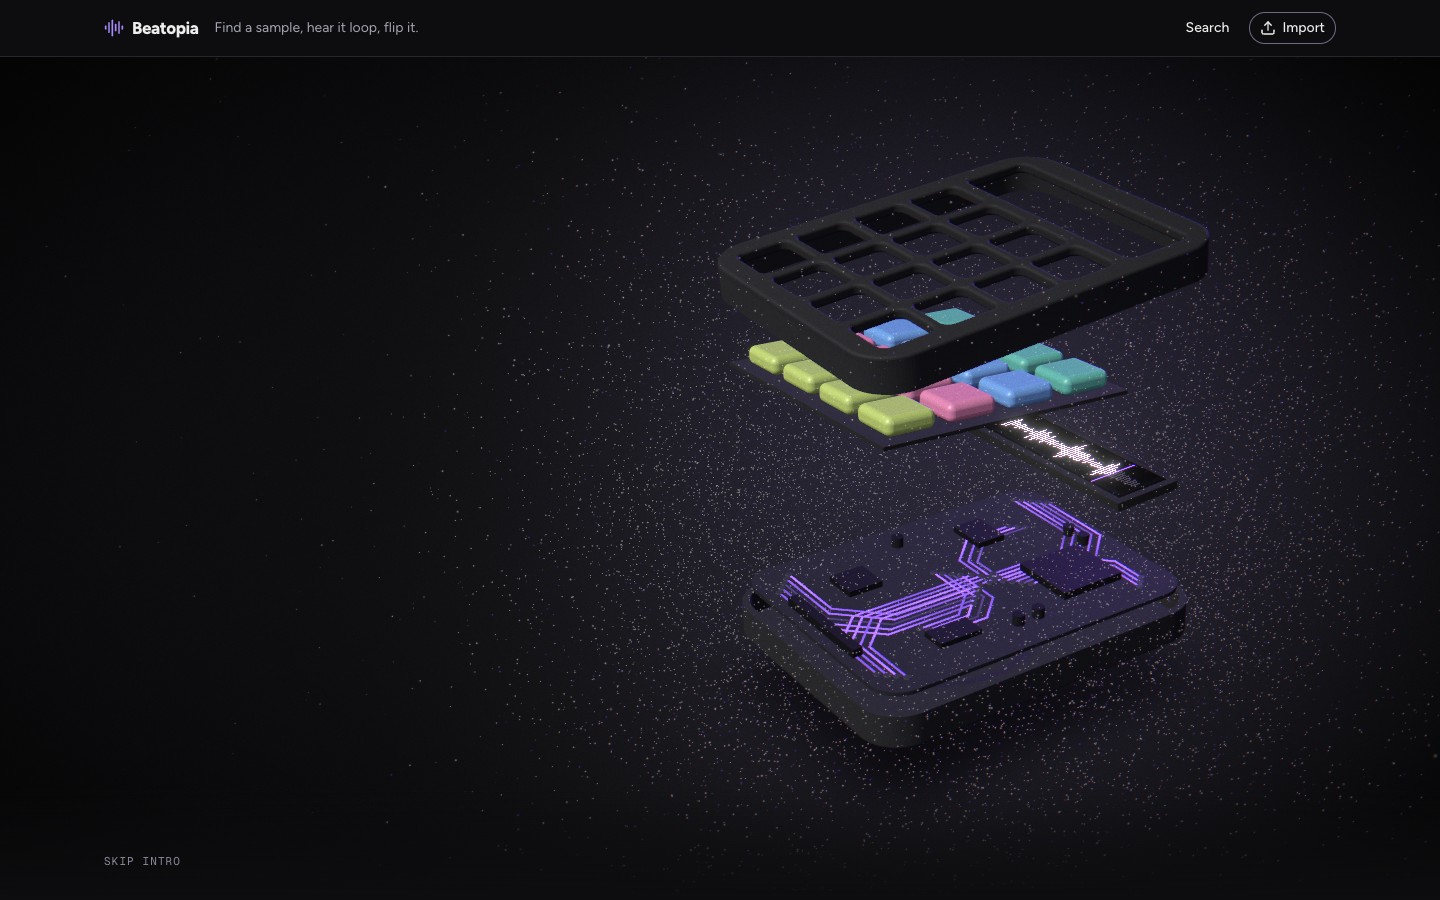 Beatopia
Find a sample, hear it loop, flip it.
Search
Import
SKIP INTRO